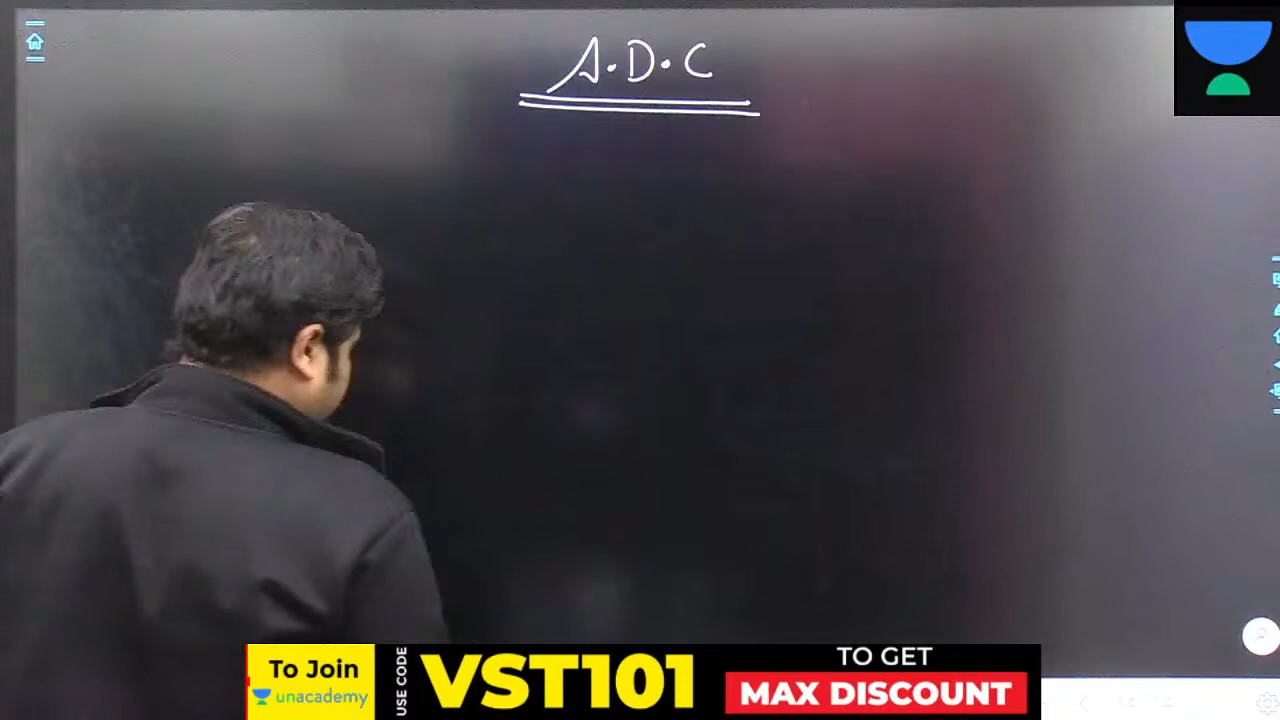 A.D.C
To Join
unacademy
USE CODE
VST101
TO GET
MAX DISCOUNT